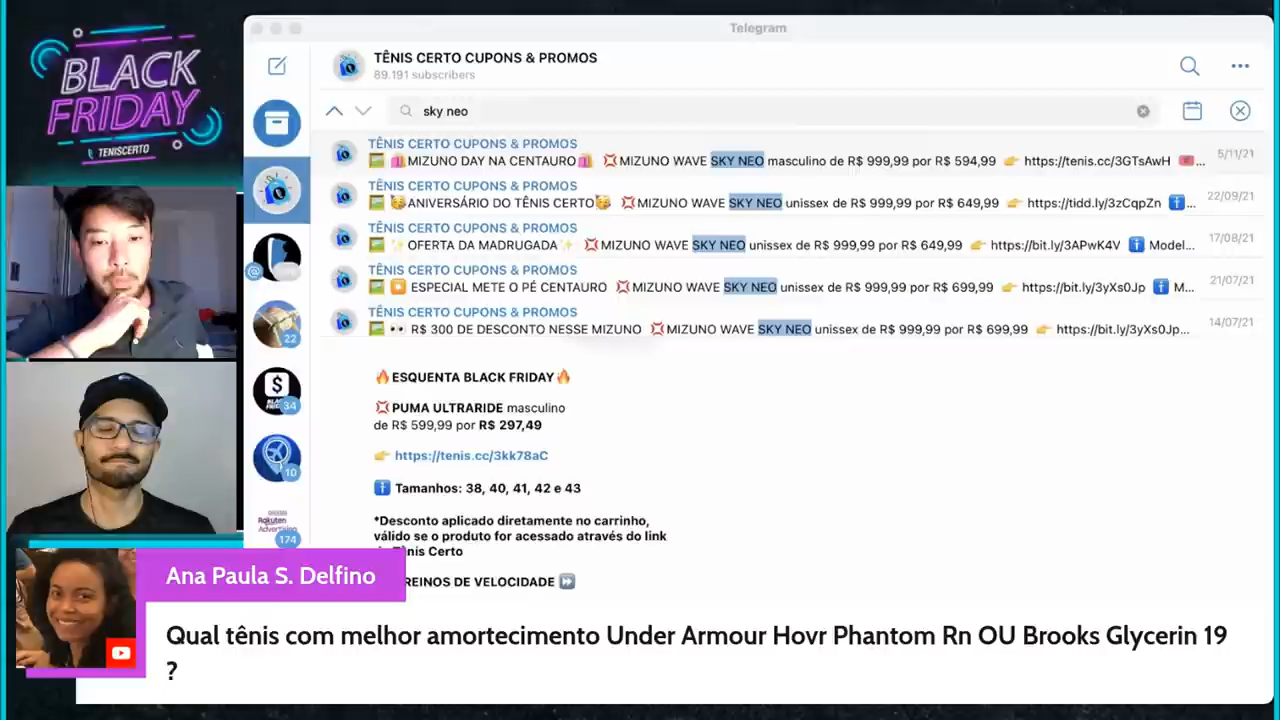 BLACK
FRIDAY
TENISCERTO
Telegram
TÊNIS CERTO CUPONS & PROMOS
89.191 subscribers
sky neo
TÊNIS CERTO CUPONS & PROMOS
🖼️ 🛍️MIZUNO DAY NA CENTAURO🛍️ 💢MIZUNO WAVE SKY NEO masculino de R$ 999,99 por R$ 594,99 👉 https://tenis.cc/3GTsAwH 🎟️...
5/11/21
TÊNIS CERTO CUPONS & PROMOS
🖼️ 🥳ANIVERSÁRIO DO TÊNIS CERTO🥳 💢MIZUNO WAVE SKY NEO unissex de R$ 999,99 por R$ 649,99 👉 https://tidd.ly/3zCqpZn ...
22/09/21
TÊNIS CERTO CUPONS & PROMOS
🖼️ ✨OFERTA DA MADRUGADA✨ 💢MIZUNO WAVE SKY NEO unissex de R$ 999,99 por R$ 649,99 👉 https://bit.ly/3APwK4V Model...
17/08/21
TÊNIS CERTO CUPONS & PROMOS
🖼️ ESPECIAL METE O PÉ CENTAURO 💢MIZUNO WAVE SKY NEO unissex de R$ 999,99 por R$ 699,99 👉 https://bit.ly/3yXs0Jp M...
21/07/21
TÊNIS CERTO CUPONS & PROMOS
🖼️ 👀 R$ 300 DE DESCONTO NESSE MIZUNO 💢MIZUNO WAVE SKY NEO unissex de R$ 999,99 por R$ 699,99 👉 https://bit.ly/3yXs0Jp...
14/07/21
22
34
10
Rakuten
Advertising
174
🔥ESQUENTA BLACK FRIDAY🔥
💢PUMA ULTRARIDE masculino
de R$ 599,99 por R$ 297,49
👉 https://tenis.cc/3kk78aC
Tamanhos: 38, 40, 41, 42 e 43
*Desconto aplicado diretamente no carrinho,
válido se o produto for acessado através do link
Tênis Certo
REINOS DE VELOCIDADE ⏩
Ana Paula S. Delfino
Qual tênis com melhor amortecimento Under Armour Hovr Phantom Rn OU Brooks Glycerin 19
?